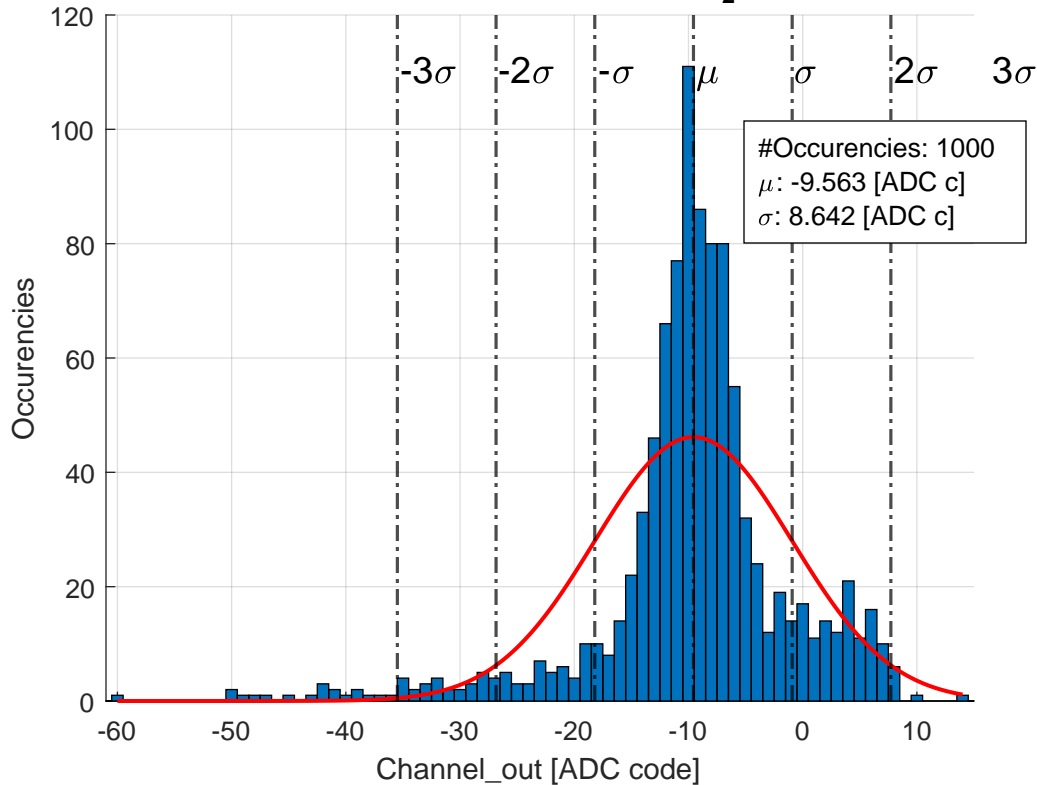 120
-3σ -2σ -σ μ σ 2σ 3σ
100
#Occurencies: 1000
μ: -9.563 [ADC c]
σ: 8.642 [ADC c]
80
60
40
20
0
Occurencies
-60 -50 -40 -30 -20 -10 0 10
Channel_out [ADC code]